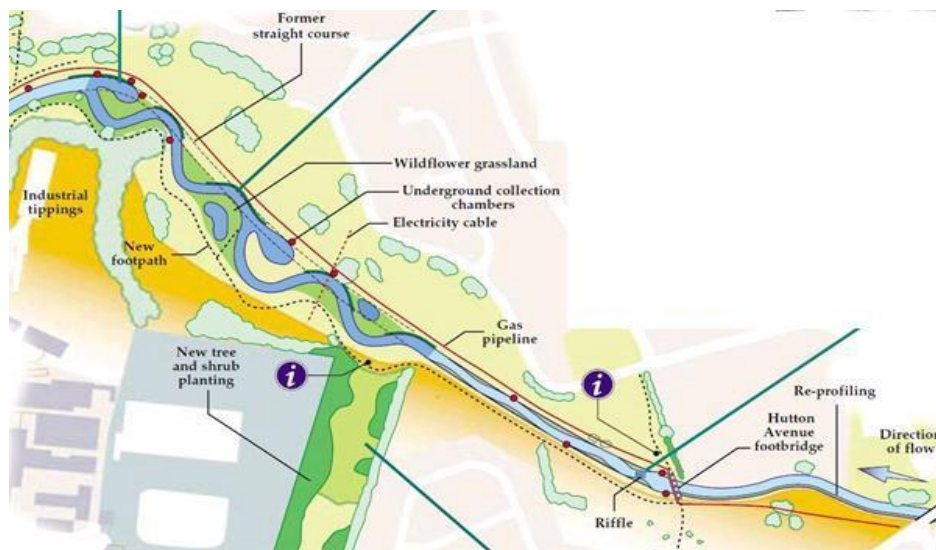 Former
straight course
Wildflower grassland
Underground collection
chambers
Electricity cable
Industrial
tippings
New
footpath
Gas
pipeline
New tree
and shrub
planting
i
i
Re-profiling
Hutton
Avenue
footbridge
Direction
of flow
Riffle